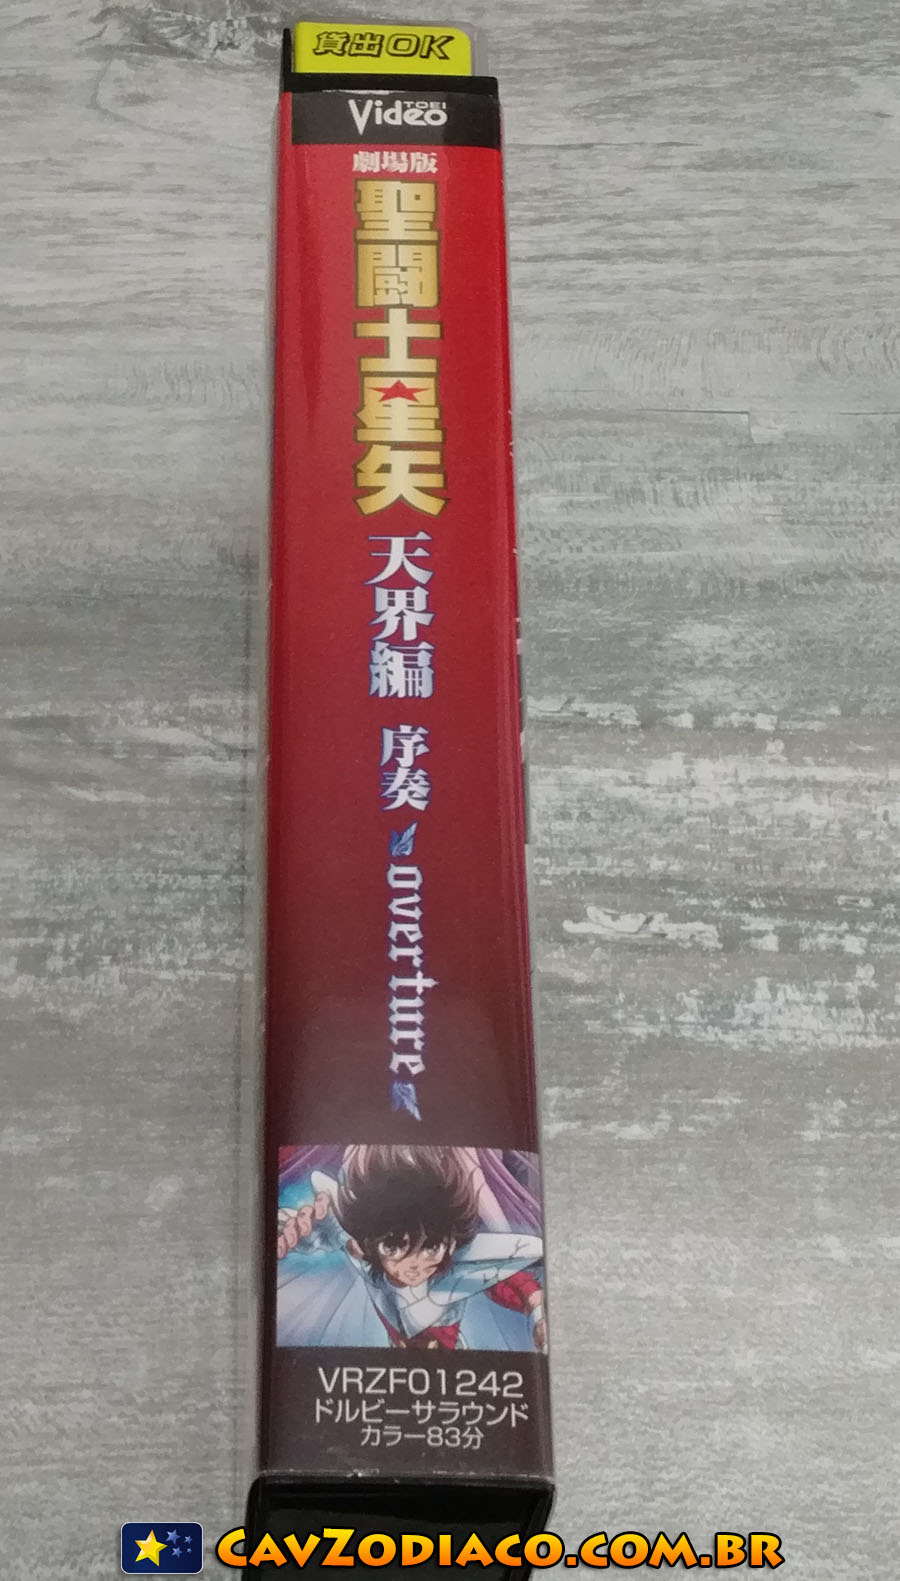 貸出OK
TOEI
Video
劇場版
聖闘士星矢
天界編
序奏
overture
VRZF01242
ドルビーサラウンド
カラー83分
CavZodiaco.com.br